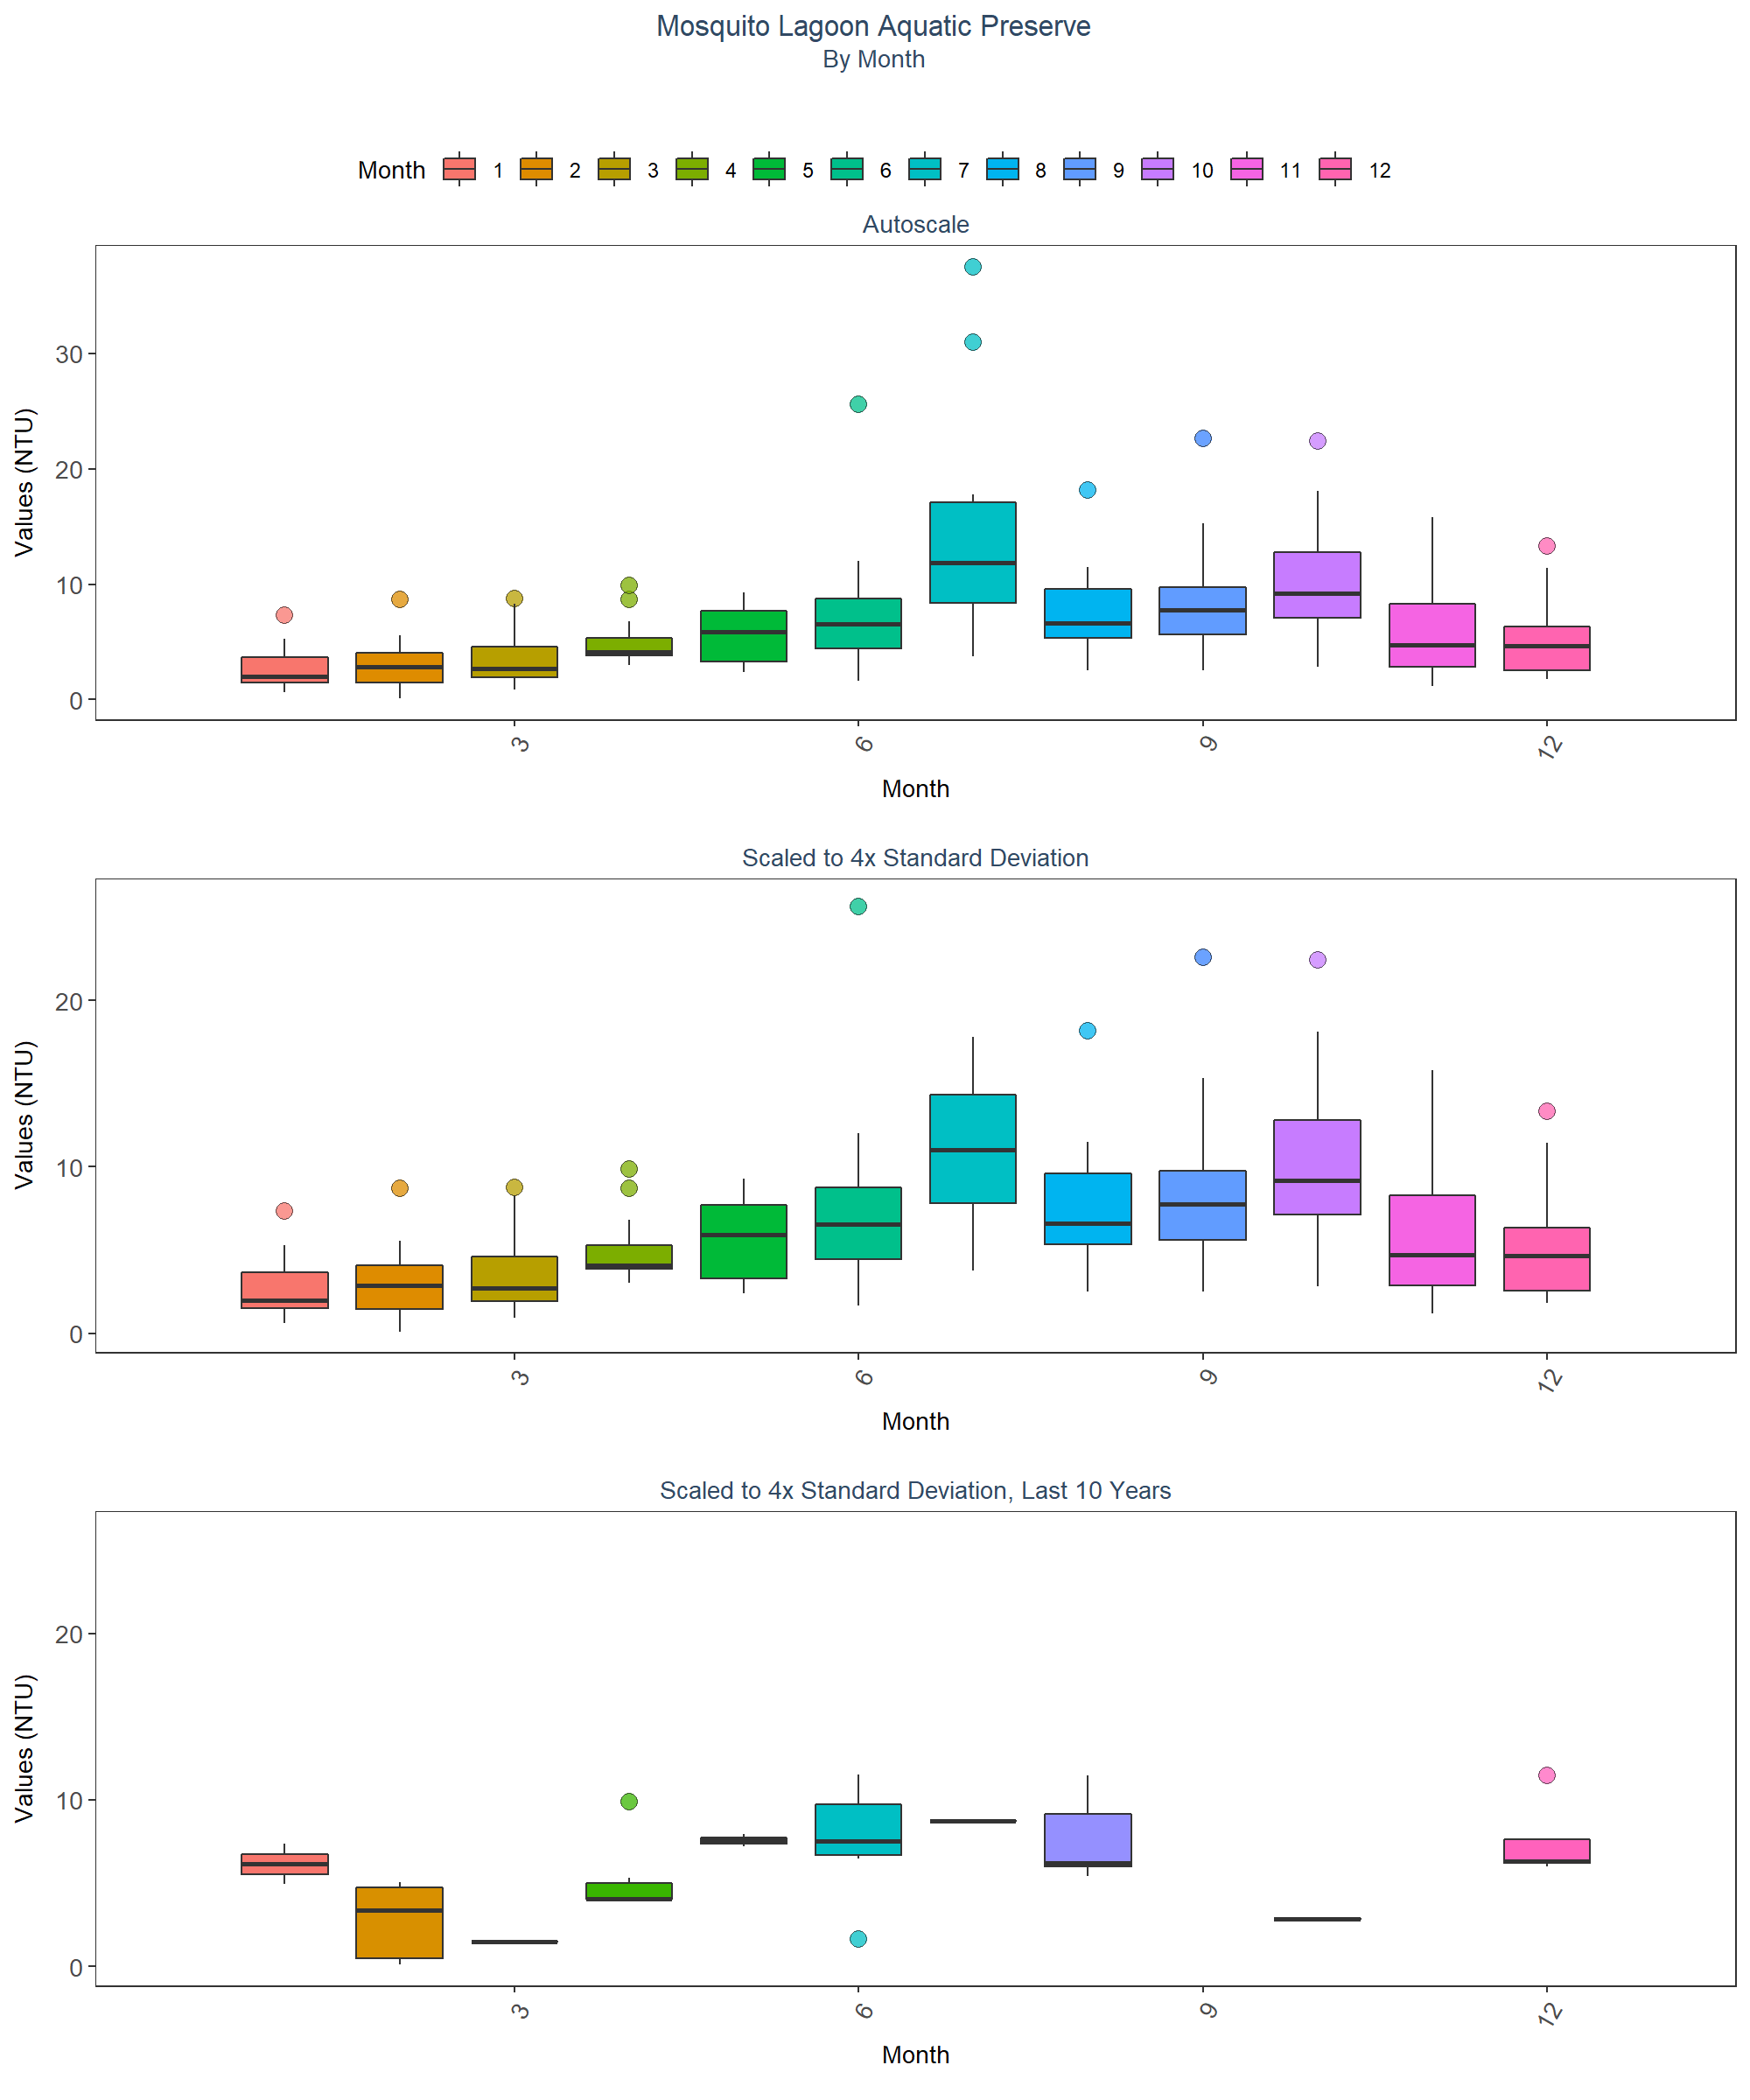 Mosquito Lagoon Aquatic Preserve
By Month
Month 1 2 3 4 5 6 7 8 9 10 11 12
Autoscale
Values (NTU)
30
20
10
0
3 6 9 12
Month
Scaled to 4x Standard Deviation
Values (NTU)
20
10
0
3 6 9 12
Month
Scaled to 4x Standard Deviation, Last 10 Years
Values (NTU)
20
10
0
3 6 9 12
Month